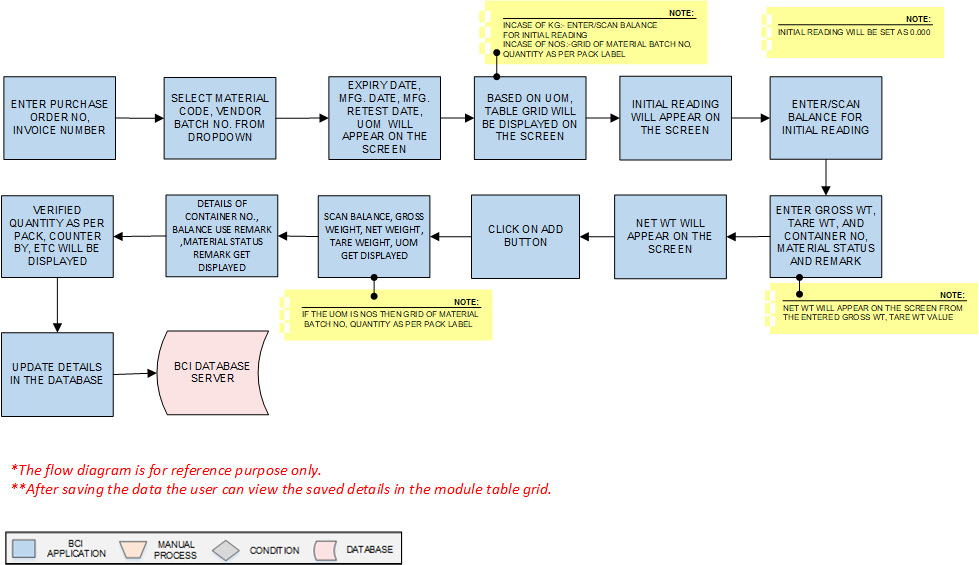 NOTE:
INCASE OF KG:- ENTER/SCAN BALANCE
FOR INITIAL READING
INCASE OF NOS:-GRID OF MATERIAL BATCH NO,
QUANTITY AS PER PACK LABEL
NOTE:
INITIAL READING WILL BE SET AS 0.000
ENTER PURCHASE
ORDER NO,
INVOICE NUMBER
SELECT MATERIAL
CODE, VENDOR
BATCH NO. FROM
DROPDOWN
EXPIRY DATE,
MFG. DATE, MFG.
RETEST DATE,
UOM WILL
APPEAR ON THE
SCREEN
BASED ON UOM,
TABLE GRID WILL
BE DISPLAYED ON
THE SCREEN
INITIAL READING
WILL APPEAR ON
THE SCREEN
ENTER/SCAN
BALANCE FOR
INITIAL READING
ENTER GROSS WT,
TARE WT, AND
CONTAINER NO,
MATERIAL STATUS
AND REMARK
NOTE:
NET WT WILL APPEAR ON THE SCREEN FROM
THE ENTERED GROSS WT, TARE WT VALUE
NET WT WILL
APPEAR ON THE
SCREEN
CLICK ON ADD
BUTTON
SCAN BALANCE, GROSS
WEIGHT, NET WEIGHT,
TARE WEIGHT, UOM
GET DISPLAYED
NOTE:
IF THE UOM IS NOS THEN GRID OF MATERIAL
BATCH NO, QUANTITY AS PER PACK LABEL
DETAILS OF
CONTAINER NO.,
BALANCE USE REMARK
,MATERIAL STATUS
REMARK GET
DISPLAYED
VERIFIED
QUANTITY AS PER
PACK, COUNTER
BY, ETC WILL BE
DISPLAYED
UPDATE DETAILS
IN THE DATABASE
BCI DATABASE
SERVER
*The flow diagram is for reference purpose only.
**After saving the data the user can view the saved details in the module table grid.
BCI
APPLICATION
MANUAL
PROCESS
CONDITION
DATABASE